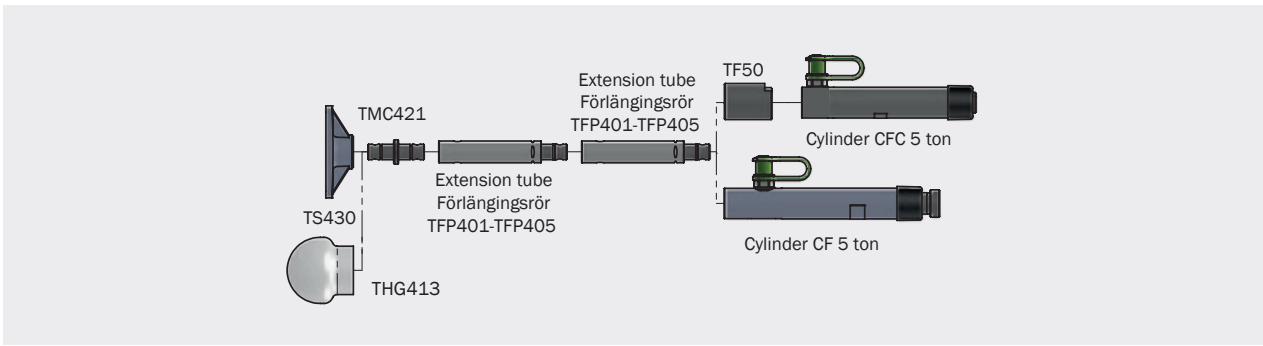 TMC421
TS430
THG413
Extension tube
Förlängingsrör
TFP401-TFP405
Extension tube
Förlängingsrör
TFP401-TFP405
TF50
Cylinder CFC 5 ton
Cylinder CF 5 ton